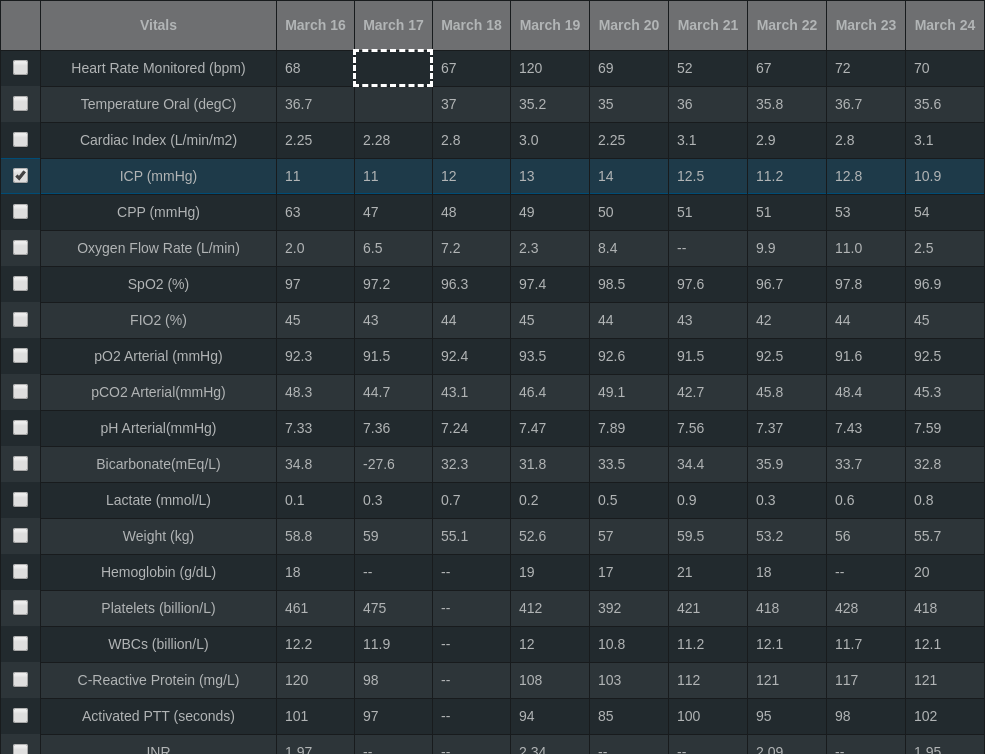 Vitals March 16 March 17 March 18 March 19 March 20 March 21 March 22 March 23 March 24
Heart Rate Monitored (bpm) 68 67 120 69 52 67 72 70
Temperature Oral (degC) 36.7 37 35.2 35 36 35.8 36.7 35.6
Cardiac Index (L/min/m2) 2.25 2.28 2.8 3.0 2.25 3.1 2.9 2.8 3.1
ICP (mmHg) 11 11 12 13 14 12.5 11.2 12.8 10.9
CPP (mmHg) 63 47 48 49 50 51 51 53 54
Oxygen Flow Rate (L/min) 2.0 6.5 7.2 2.3 8.4 -- 9.9 11.0 2.5
SpO2 (%) 97 97.2 96.3 97.4 98.5 97.6 96.7 97.8 96.9
FIO2 (%) 45 43 44 45 44 43 42 44 45
pO2 Arterial (mmHg) 92.3 91.5 92.4 93.5 92.6 91.5 92.5 91.6 92.5
pCO2 Arterial(mmHg) 48.3 44.7 43.1 46.4 49.1 42.7 45.8 48.4 45.3
pH Arterial(mmHg) 7.33 7.36 7.24 7.47 7.89 7.56 7.37 7.43 7.59
Bicarbonate(mEq/L) 34.8 -27.6 32.3 31.8 33.5 34.4 35.9 33.7 32.8
Lactate (mmol/L) 0.1 0.3 0.7 0.2 0.5 0.9 0.3 0.6 0.8
Weight (kg) 58.8 59 55.1 52.6 57 59.5 53.2 56 55.7
Hemoglobin (g/dL) 18 -- -- 19 17 21 18 -- 20
Platelets (billion/L) 461 475 -- 412 392 421 418 428 418
WBCs (billion/L) 12.2 11.9 -- 12 10.8 11.2 12.1 11.7 12.1
C-Reactive Protein (mg/L) 120 98 -- 108 103 112 121 117 121
Activated PTT (seconds) 101 97 -- 94 85 100 95 98 102
INR 1.97 -- -- 2.34 -- -- 2.09 -- 1.95